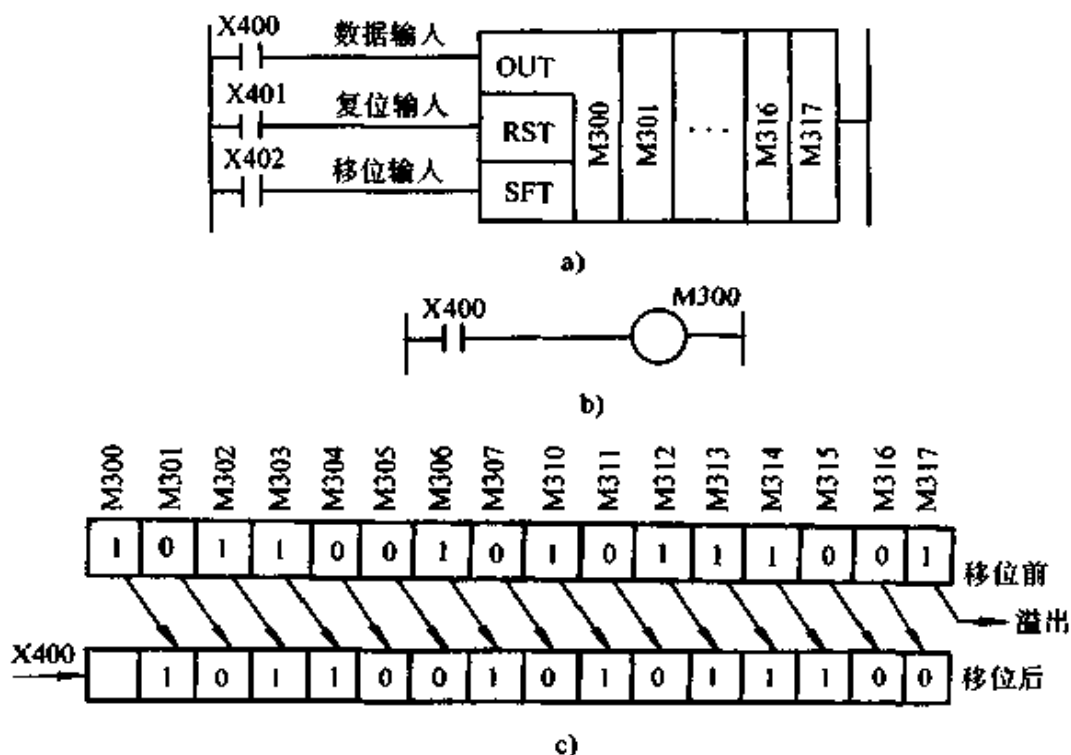 X400 数据输入 OUT
X401 复位输入 RST
X402 移位输入 SFT
M300 M301 ··· M316 M317
a)
X400 M300
b)
M300 M301 M302 M303 M304 M305 M306 M307 M310 M311 M312 M313 M314 M315 M316 M317
1 0 1 1 0 0 1 0 1 0 1 1 1 0 0 1 移位前
溢出
X400 1 0 1 1 0 0 1 0 1 0 1 1 1 0 0 移位后
c)